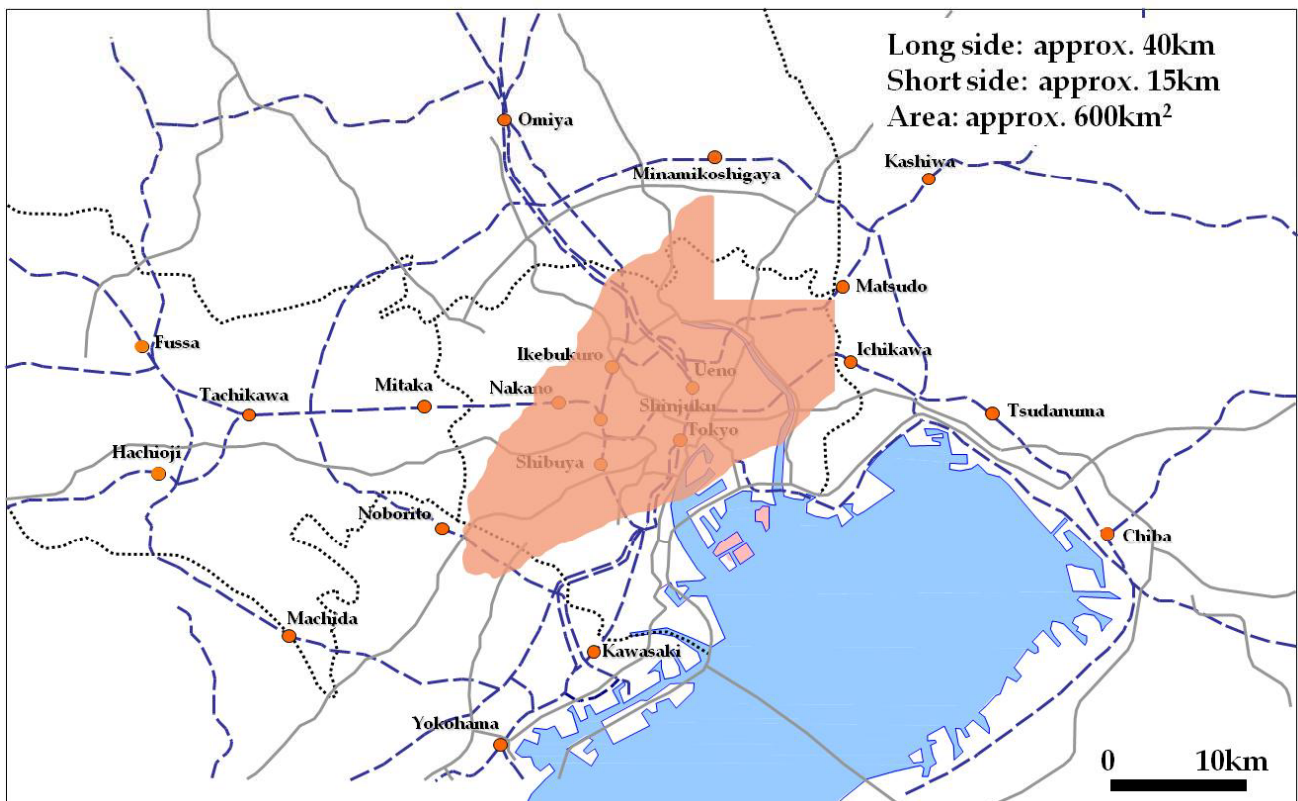 Long side: approx. 40km
Short side: approx. 15km
Area: approx. 600km²
Omiya
Minamikoshigaya
Kashiwa
Matsudo
Fussa
Ikebukuro
Ichikawa
Ueno
Tachikawa
Mitaka
Nakano
Shinjuku
Tsudanuma
Tokyo
Hachioji
Shibuya
Noborito
Chiba
Machida
Kawasaki
Yokohama
0 10km